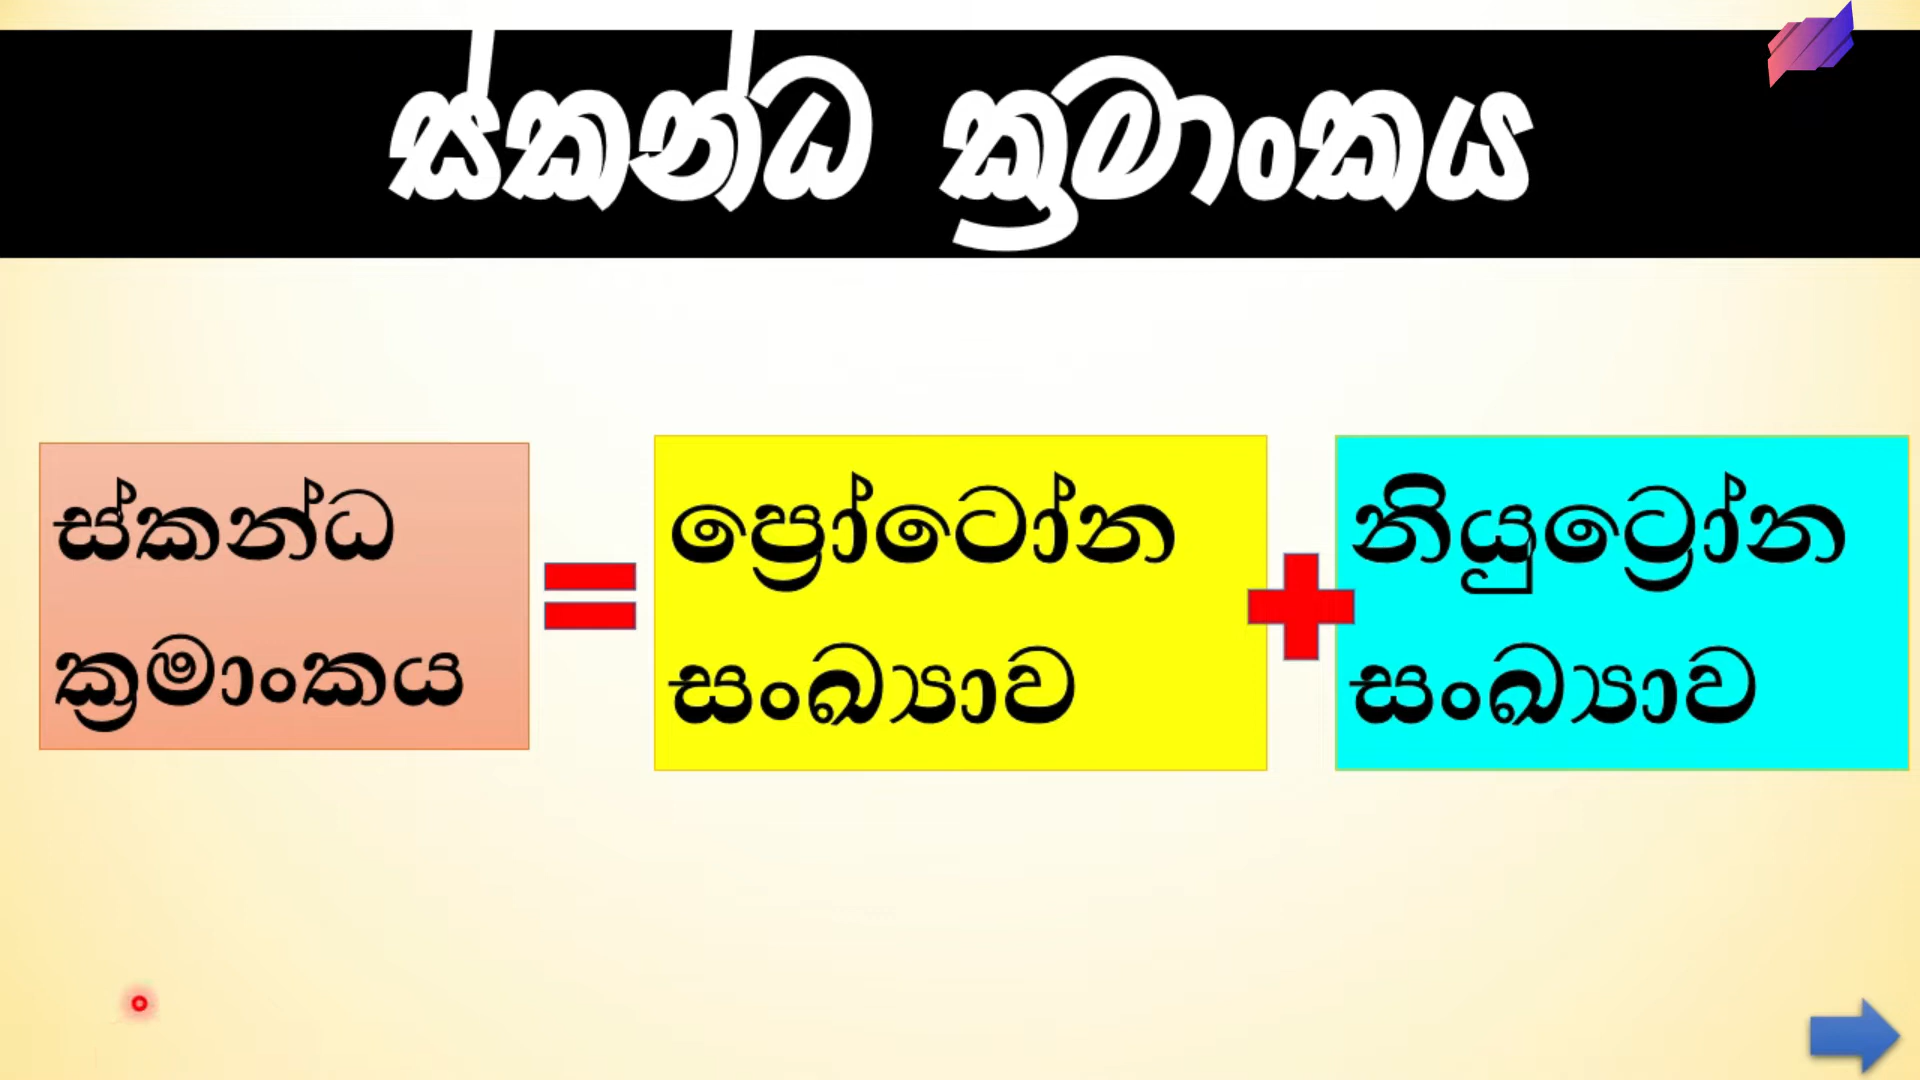 ස්කන්ධ ක්‍රමාංකය
ස්කන්ධ
ක්‍රමාංකය
ප්‍රෝටෝන
සංඛ්‍යාව
නියුට්‍රෝන
සංඛ්‍යාව